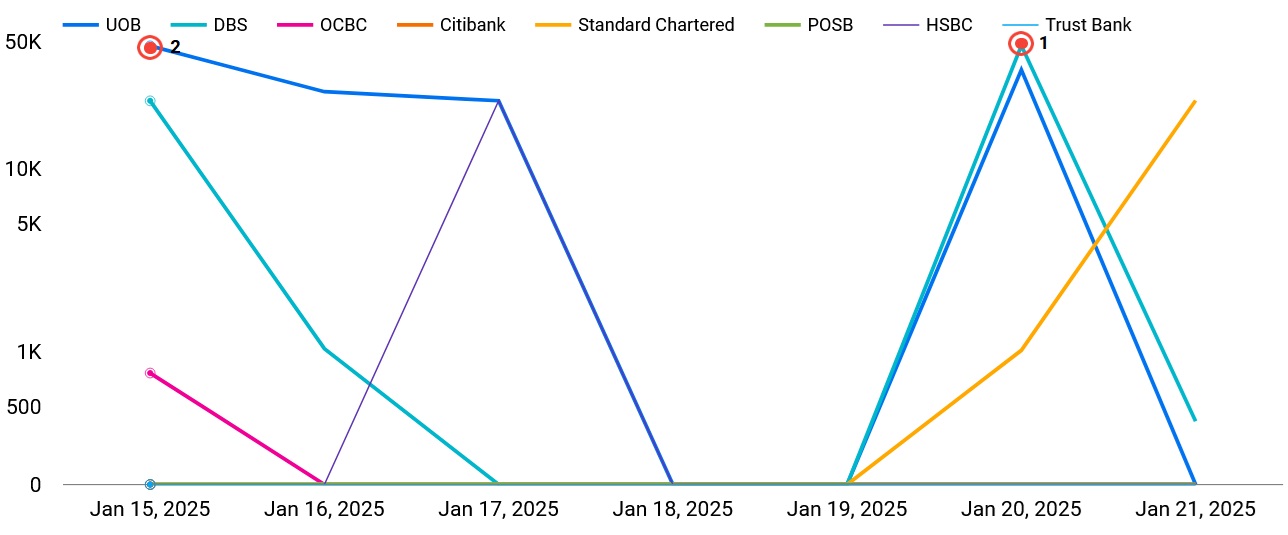 UOB DBS OCBC Citibank Standard Chartered POSB HSBC Trust Bank
50K
2
1
10K
5K
1K
500
0
Jan 15, 2025 Jan 16, 2025 Jan 17, 2025 Jan 18, 2025 Jan 19, 2025 Jan 20, 2025 Jan 21, 2025